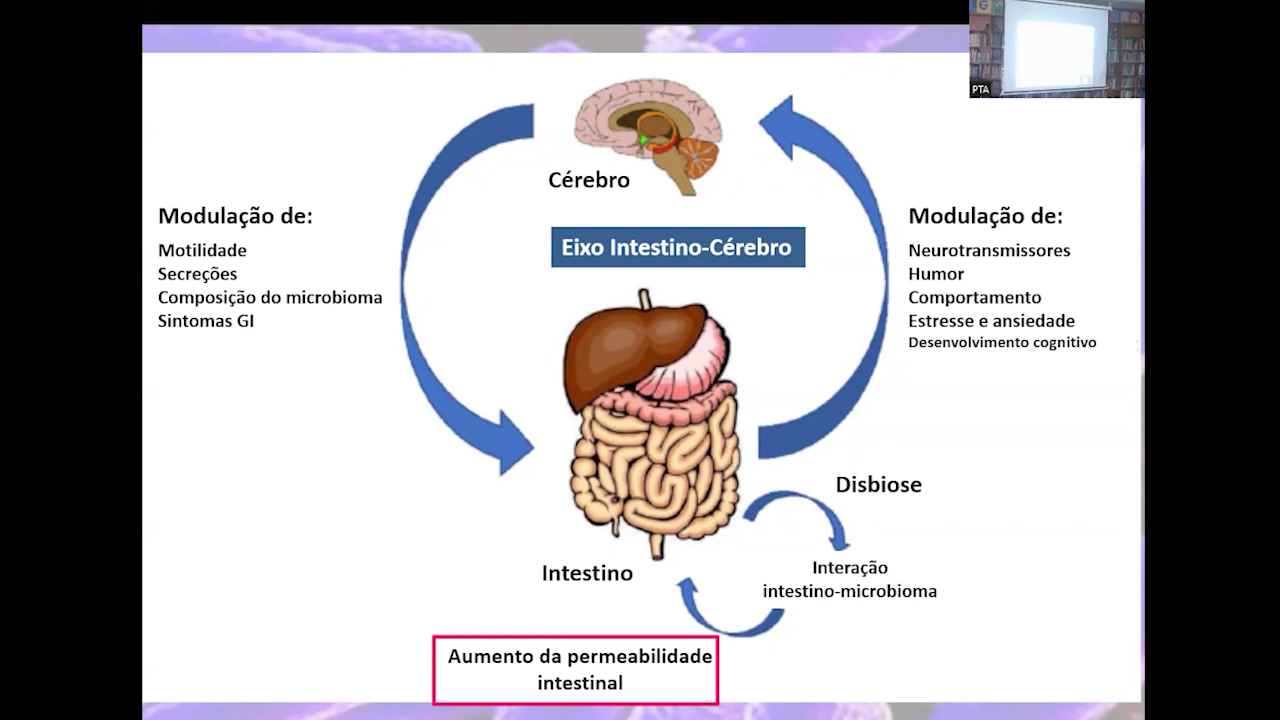 PTA
Cérebro
Modulação de:
Motilidade
Secreções
Composição do microbioma
Sintomas GI
Eixo Intestino-Cérebro
Modulação de:
Neurotransmissores
Humor
Comportamento
Estresse e ansiedade
Desenvolvimento cognitivo
Disbiose
Interação
intestino-microbioma
Intestino
Aumento da permeabilidade
intestinal